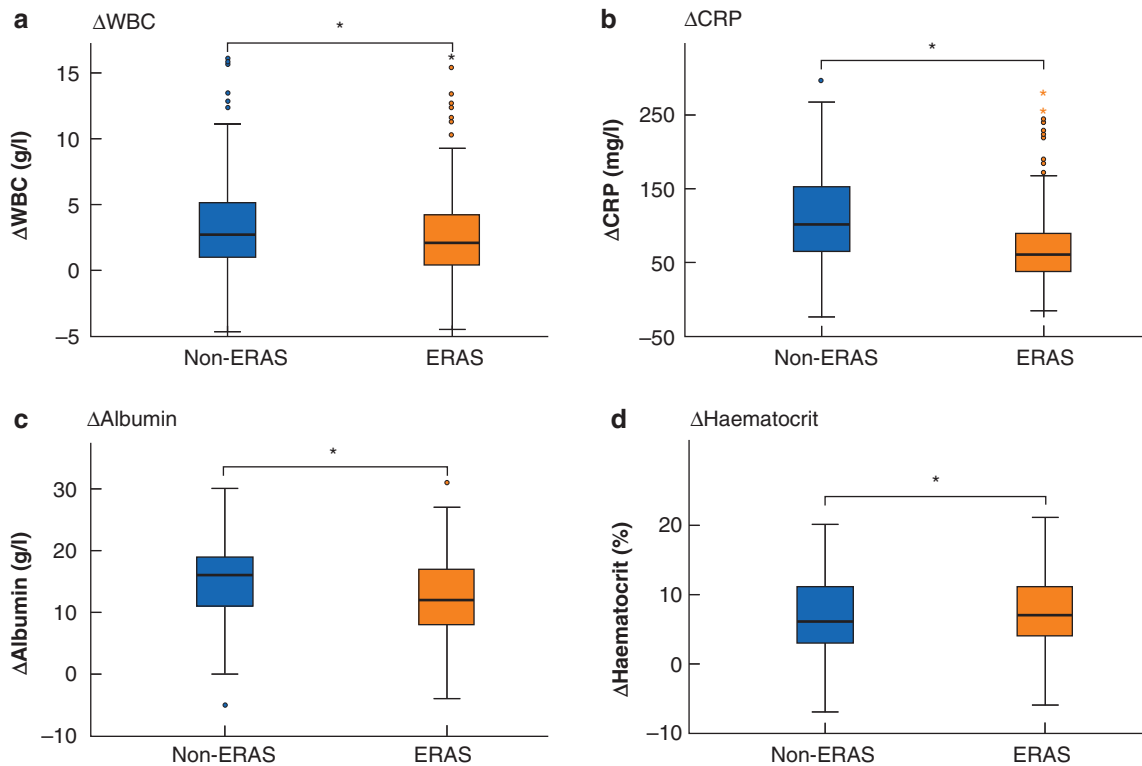 a ΔWBC
*
*
ΔWBC (g/l)
15
10
5
0
–5
Non-ERAS ERAS
b ΔCRP
*
*
*
ΔCRP (mg/l)
250
150
50
–50
Non-ERAS ERAS
c ΔAlbumin
*
ΔAlbumin (g/l)
30
20
10
0
–10
Non-ERAS ERAS
d ΔHaematocrit
*
ΔHaematocrit (%)
20
10
0
–10
Non-ERAS ERAS